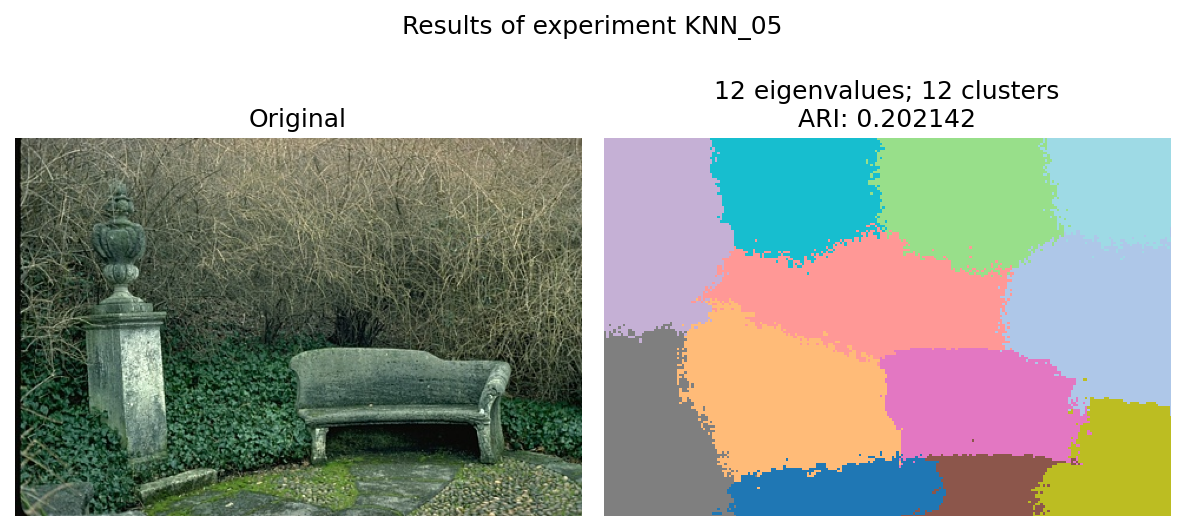 Results of experiment KNN_05
Original
12 eigenvalues; 12 clusters
ARI: 0.202142